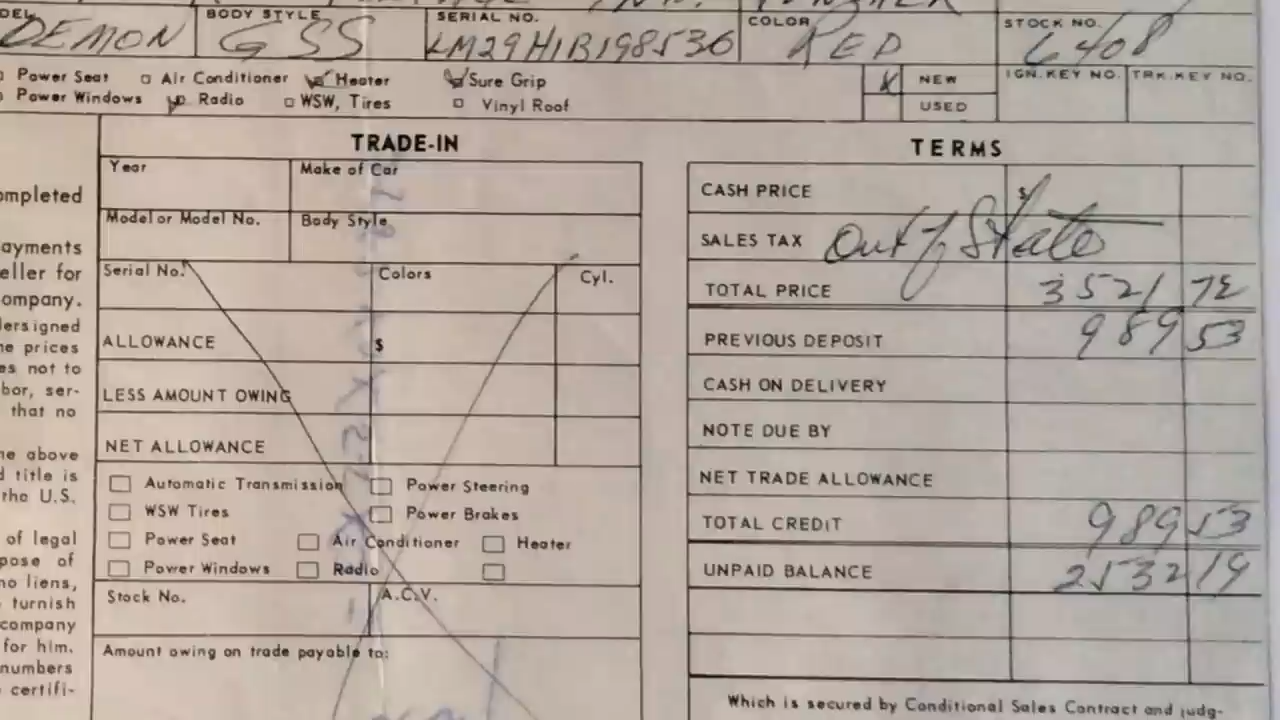 DEL BODY STYLE SERIAL NO. COLOR STOCK NO.
DEMON GSS LM29H1B198536 RED 6408
Power Seat Air Conditioner Heater Sure Grip
Power Windows Radio WSW, Tires Vinyl Roof
NEW IGN. KEY NO. TRK. KEY NO.
USED
ompleted
ayments
eller for
ompany.
dersigned
he prices
es not to
bor, ser-
that no
he above
d title is
the U.S.
of legal
pose of
no liens,
turnish
company
for him.
numbers
certifi-
TRADE-IN
Year Make of Car
Model or Model No. Body Style
Serial No. Colors Cyl.
ALLOWANCE $
LESS AMOUNT OWING
NET ALLOWANCE
Automatic Transmission Power Steering
WSW Tires Power Brakes
Power Seat Air Conditioner Heater
Power Windows Radio
Stock No. A.C.V.
Amount owing on trade payable to:
TERMS
CASH PRICE $
SALES TAX Out of State
TOTAL PRICE 3521 72
PREVIOUS DEPOSIT 989 53
CASH ON DELIVERY
NOTE DUE BY
NET TRADE ALLOWANCE
TOTAL CREDIT 989 53
UNPAID BALANCE 2532 19
Which is secured by Conditional Sales Contract and judg-